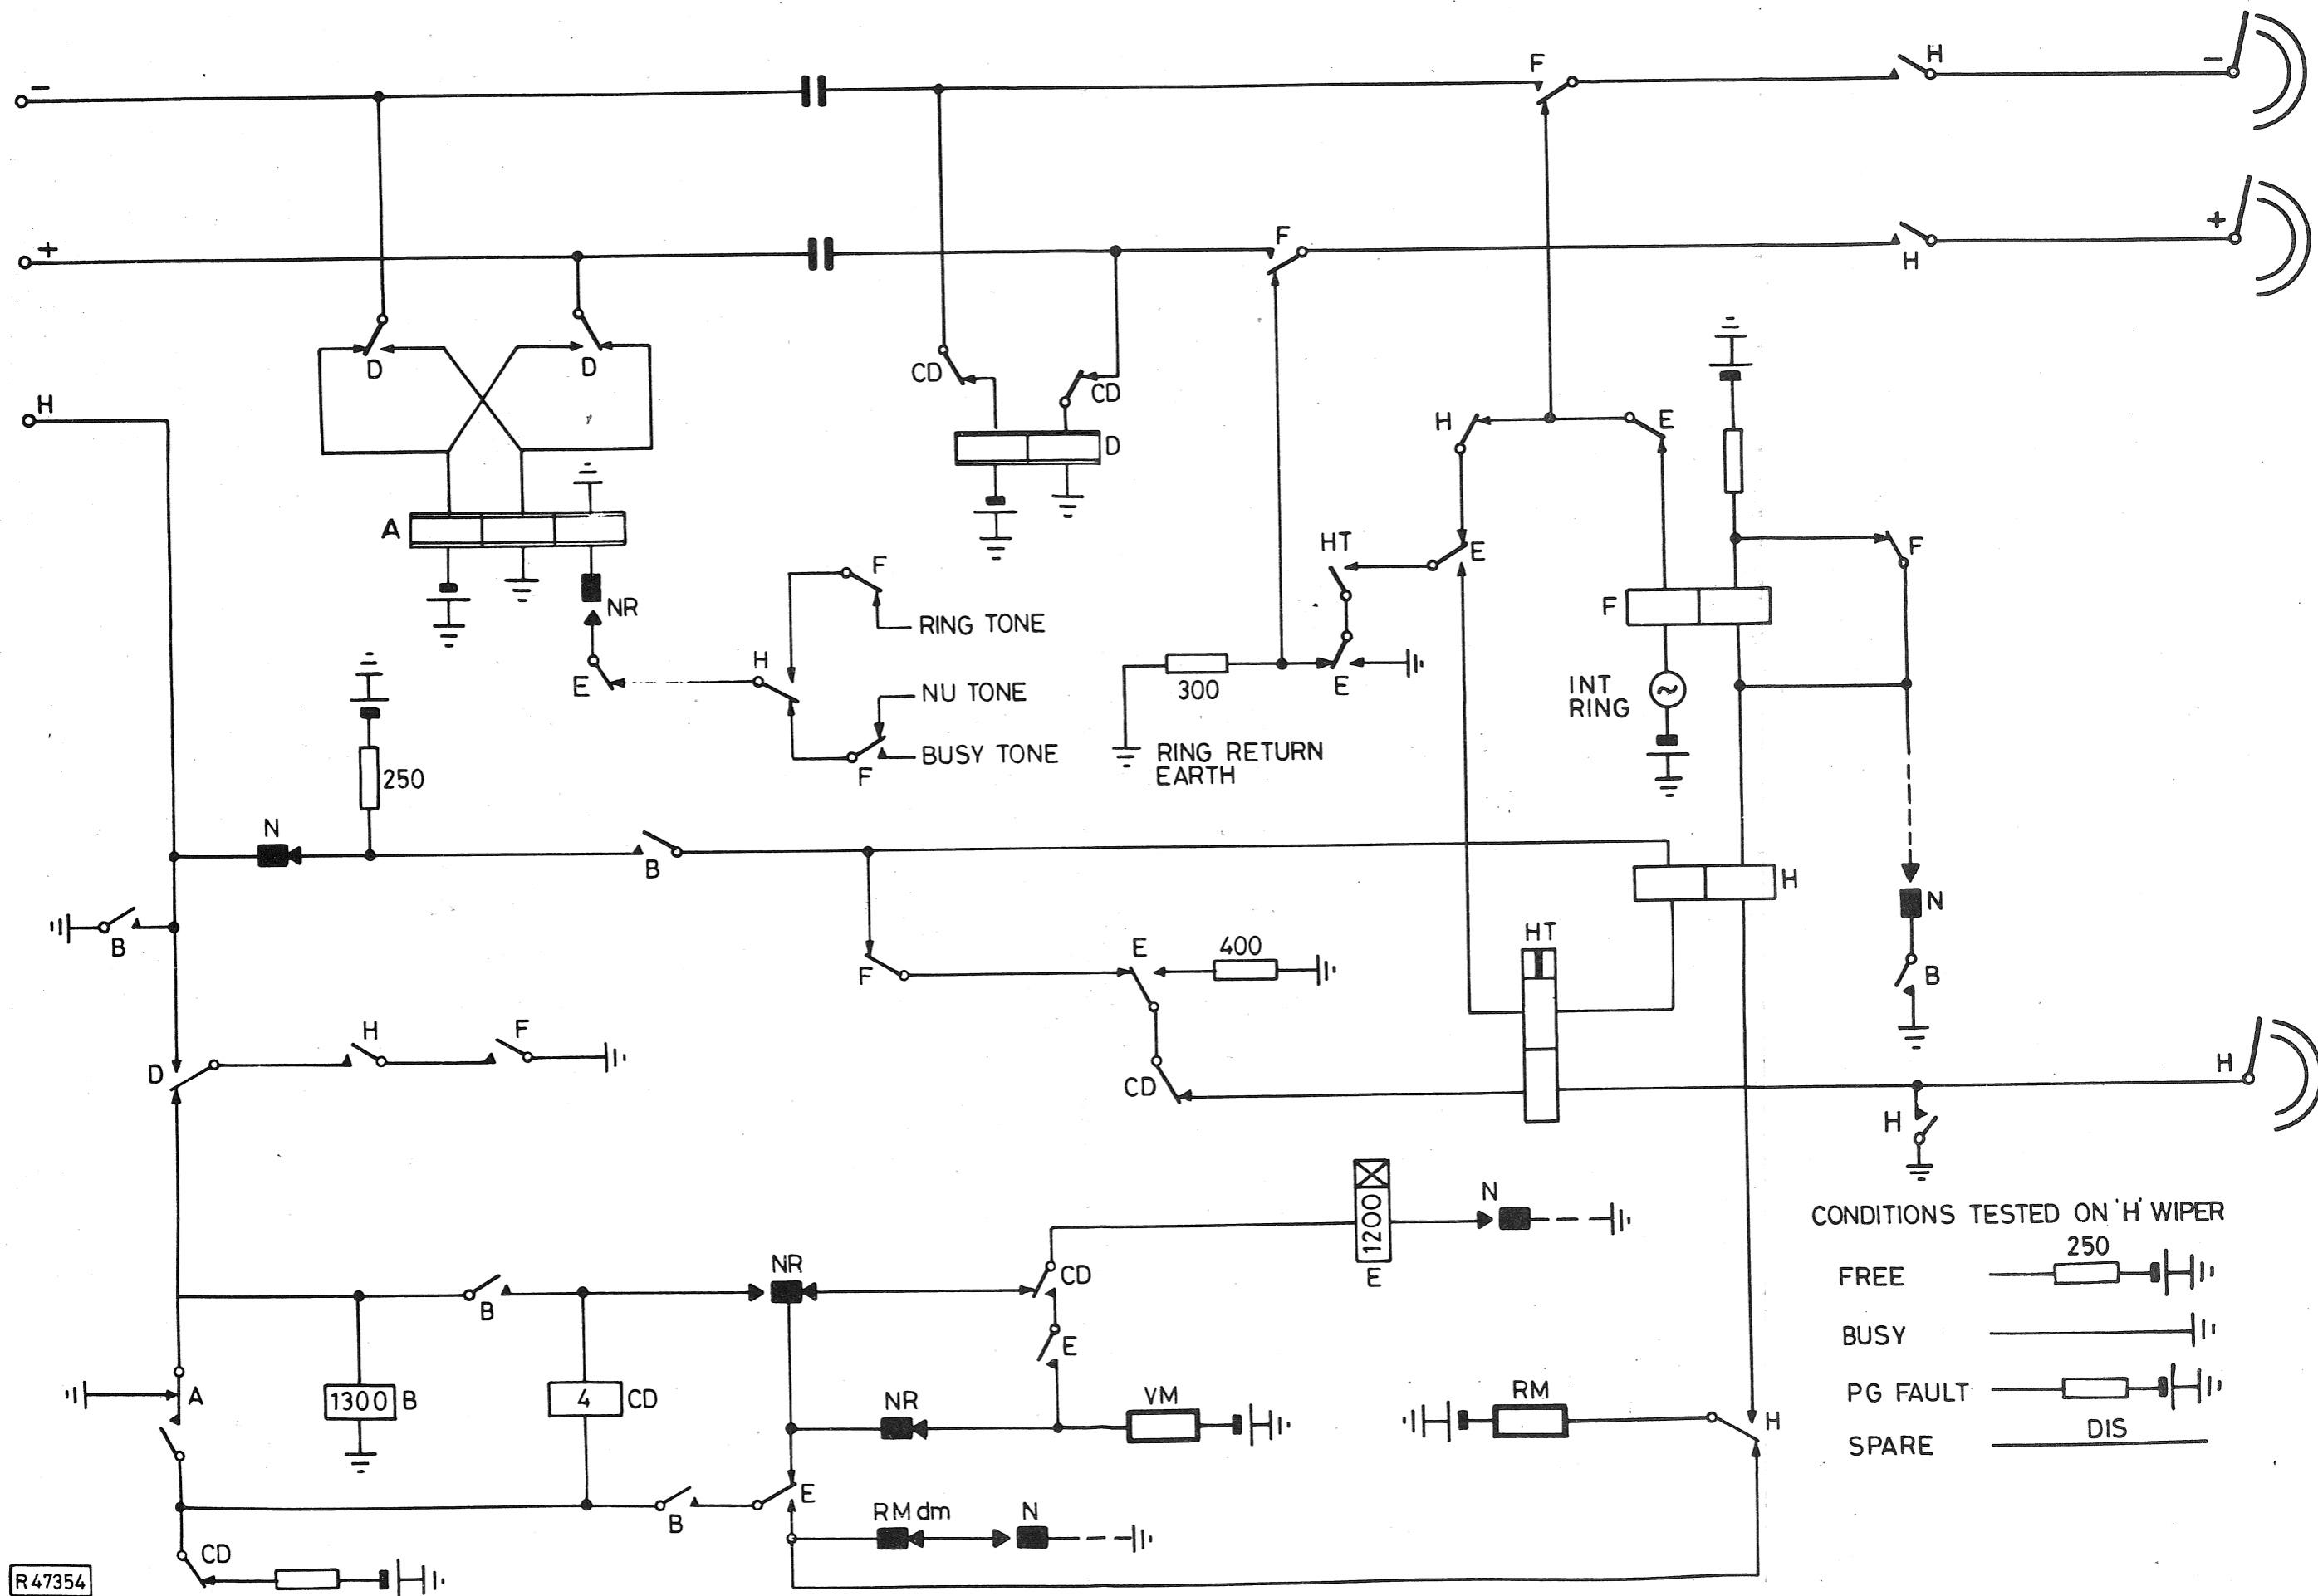 −
F
H
−
+
F
H
+
H
D
D
CD
CD
D
H
E
A
NR
HT
E
F
F
RING TONE
F
E
H
NU TONE
300
E
INT
RING
BUSY TONE
F
RING RETURN
EARTH
250
N
B
H
N
B
F
E
400
HT
B
D
H
F
CD
H
H
1200
E
N
CONDITIONS TESTED ON 'H' WIPER
250
FREE
BUSY
PG FAULT
SPARE
DIS
NR
CD
B
E
A
1300
B
4
CD
NR
VM
RM
H
B
E
RM dm
N
CD
R47354